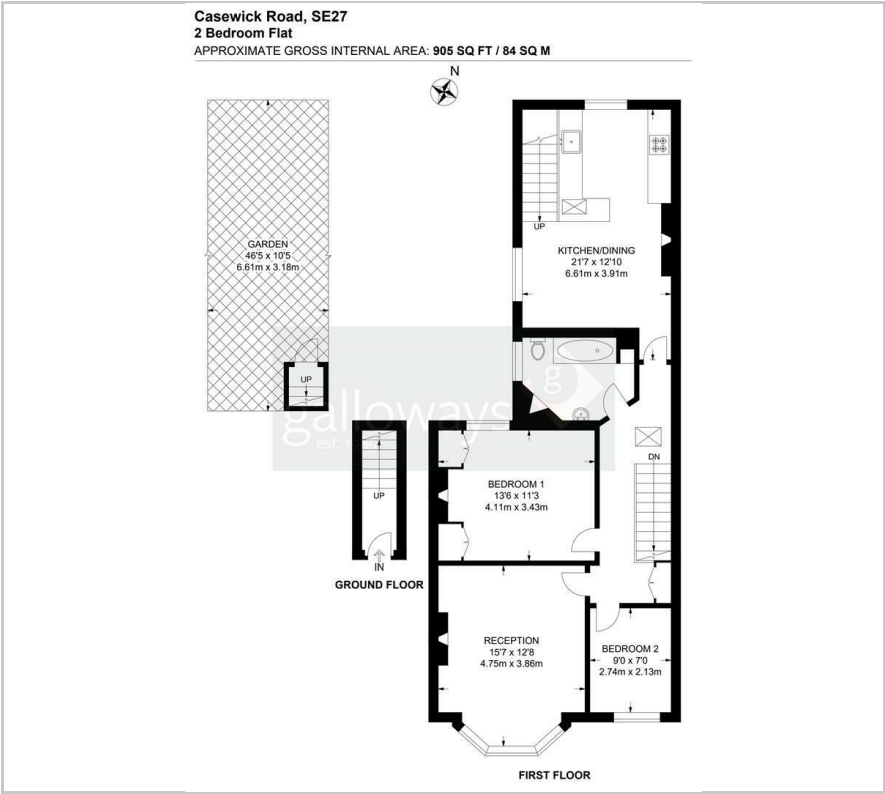 Casewick Road, SE27
2 Bedroom Flat
APPROXIMATE GROSS INTERNAL AREA: 905 SQ FT / 84 SQ M
N
GARDEN
46'5 x 10'5
6.61m x 3.18m
UP
UP
KITCHEN/DINING
21'7 x 12'10
6.61m x 3.91m
g
galloways
BEDROOM 1
13'6 x 11'3
4.11m x 3.43m
DN
UP
IN
GROUND FLOOR
RECEPTION
15'7 x 12'8
4.75m x 3.86m
BEDROOM 2
9'0 x 7'0
2.74m x 2.13m
FIRST FLOOR